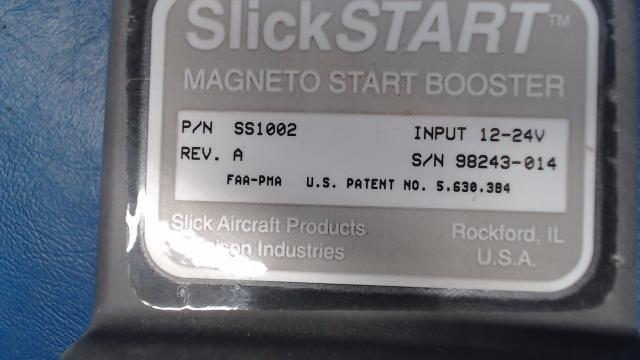 SlickSTART™
MAGNETO START BOOSTER
P/N SS1002 INPUT 12-24V
REV. A S/N 98243-014
FAA-PMA U.S. PATENT NO. 5.630.384
Slick Aircraft Products Rockford, IL
Industries U.S.A.